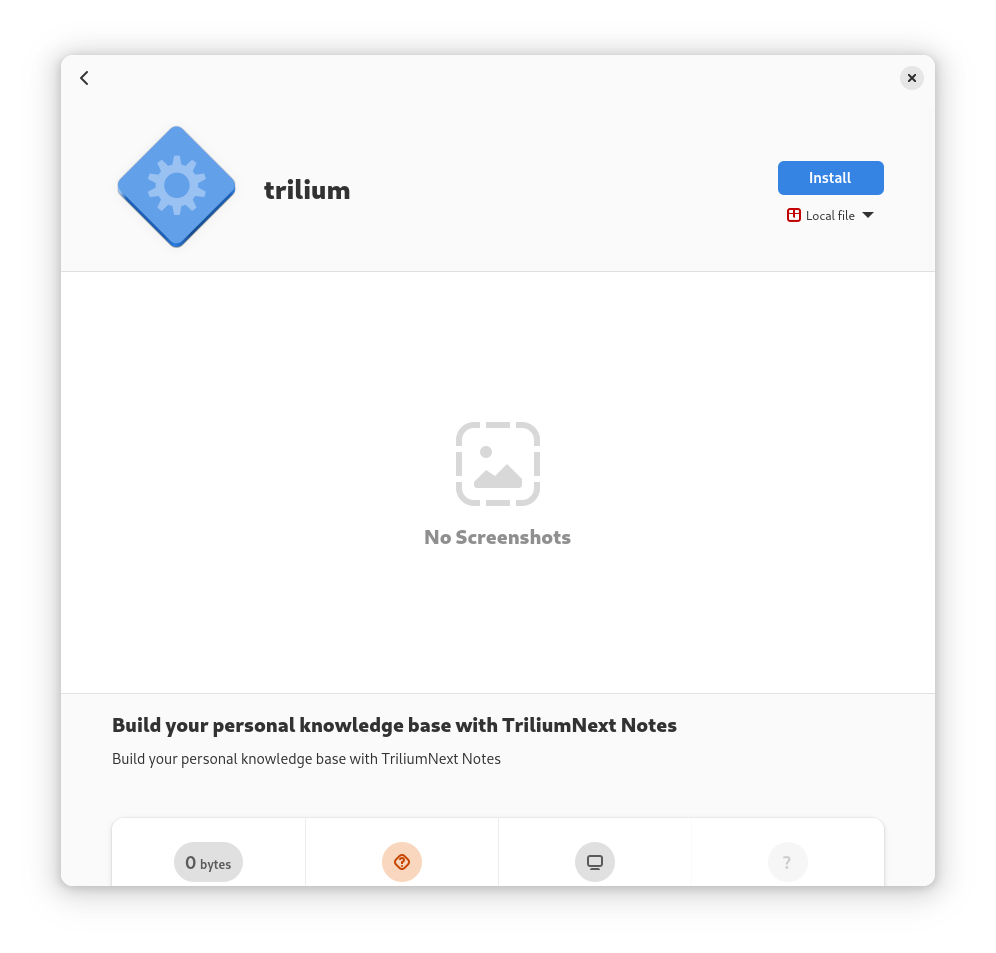 trilium
Install
Local file
No Screenshots
Build your personal knowledge base with TriliumNext Notes
Build your personal knowledge base with TriliumNext Notes
0 bytes
?